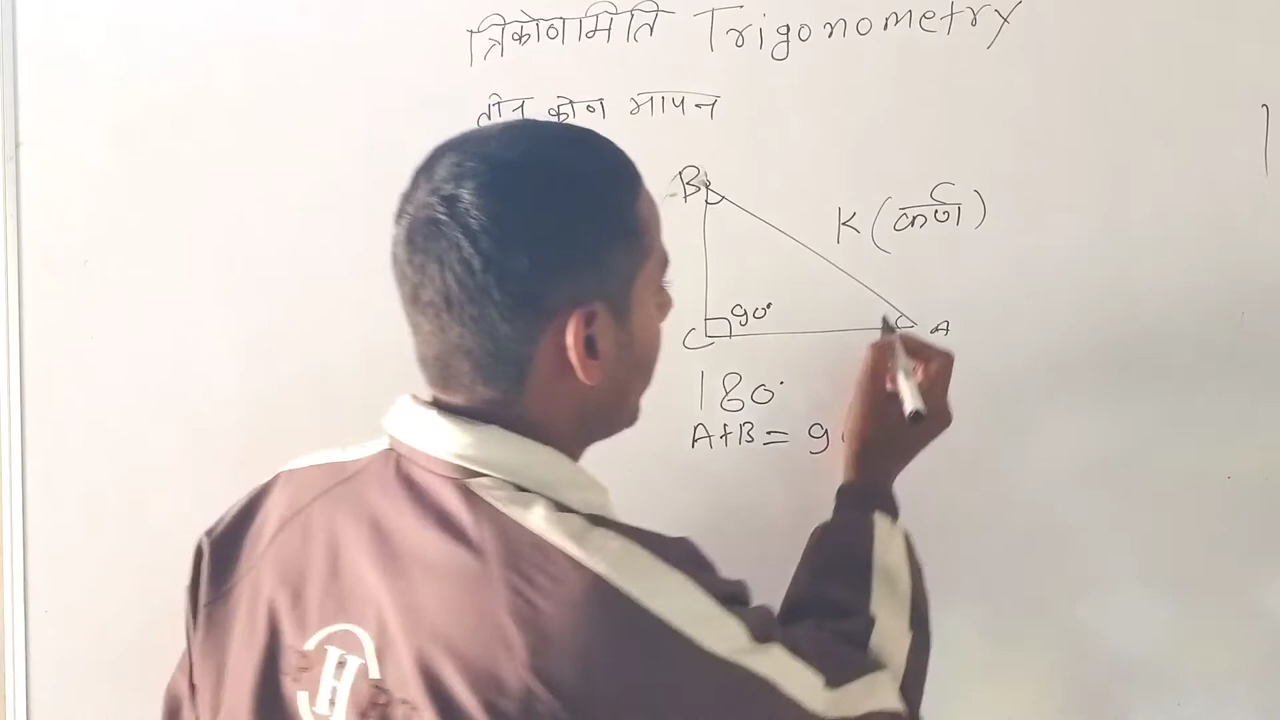 त्रिकोणमिति Trigonometry
तीन कोण मापन
B
K (कर्ण)
90°
C A
180°
A+B = 9
H